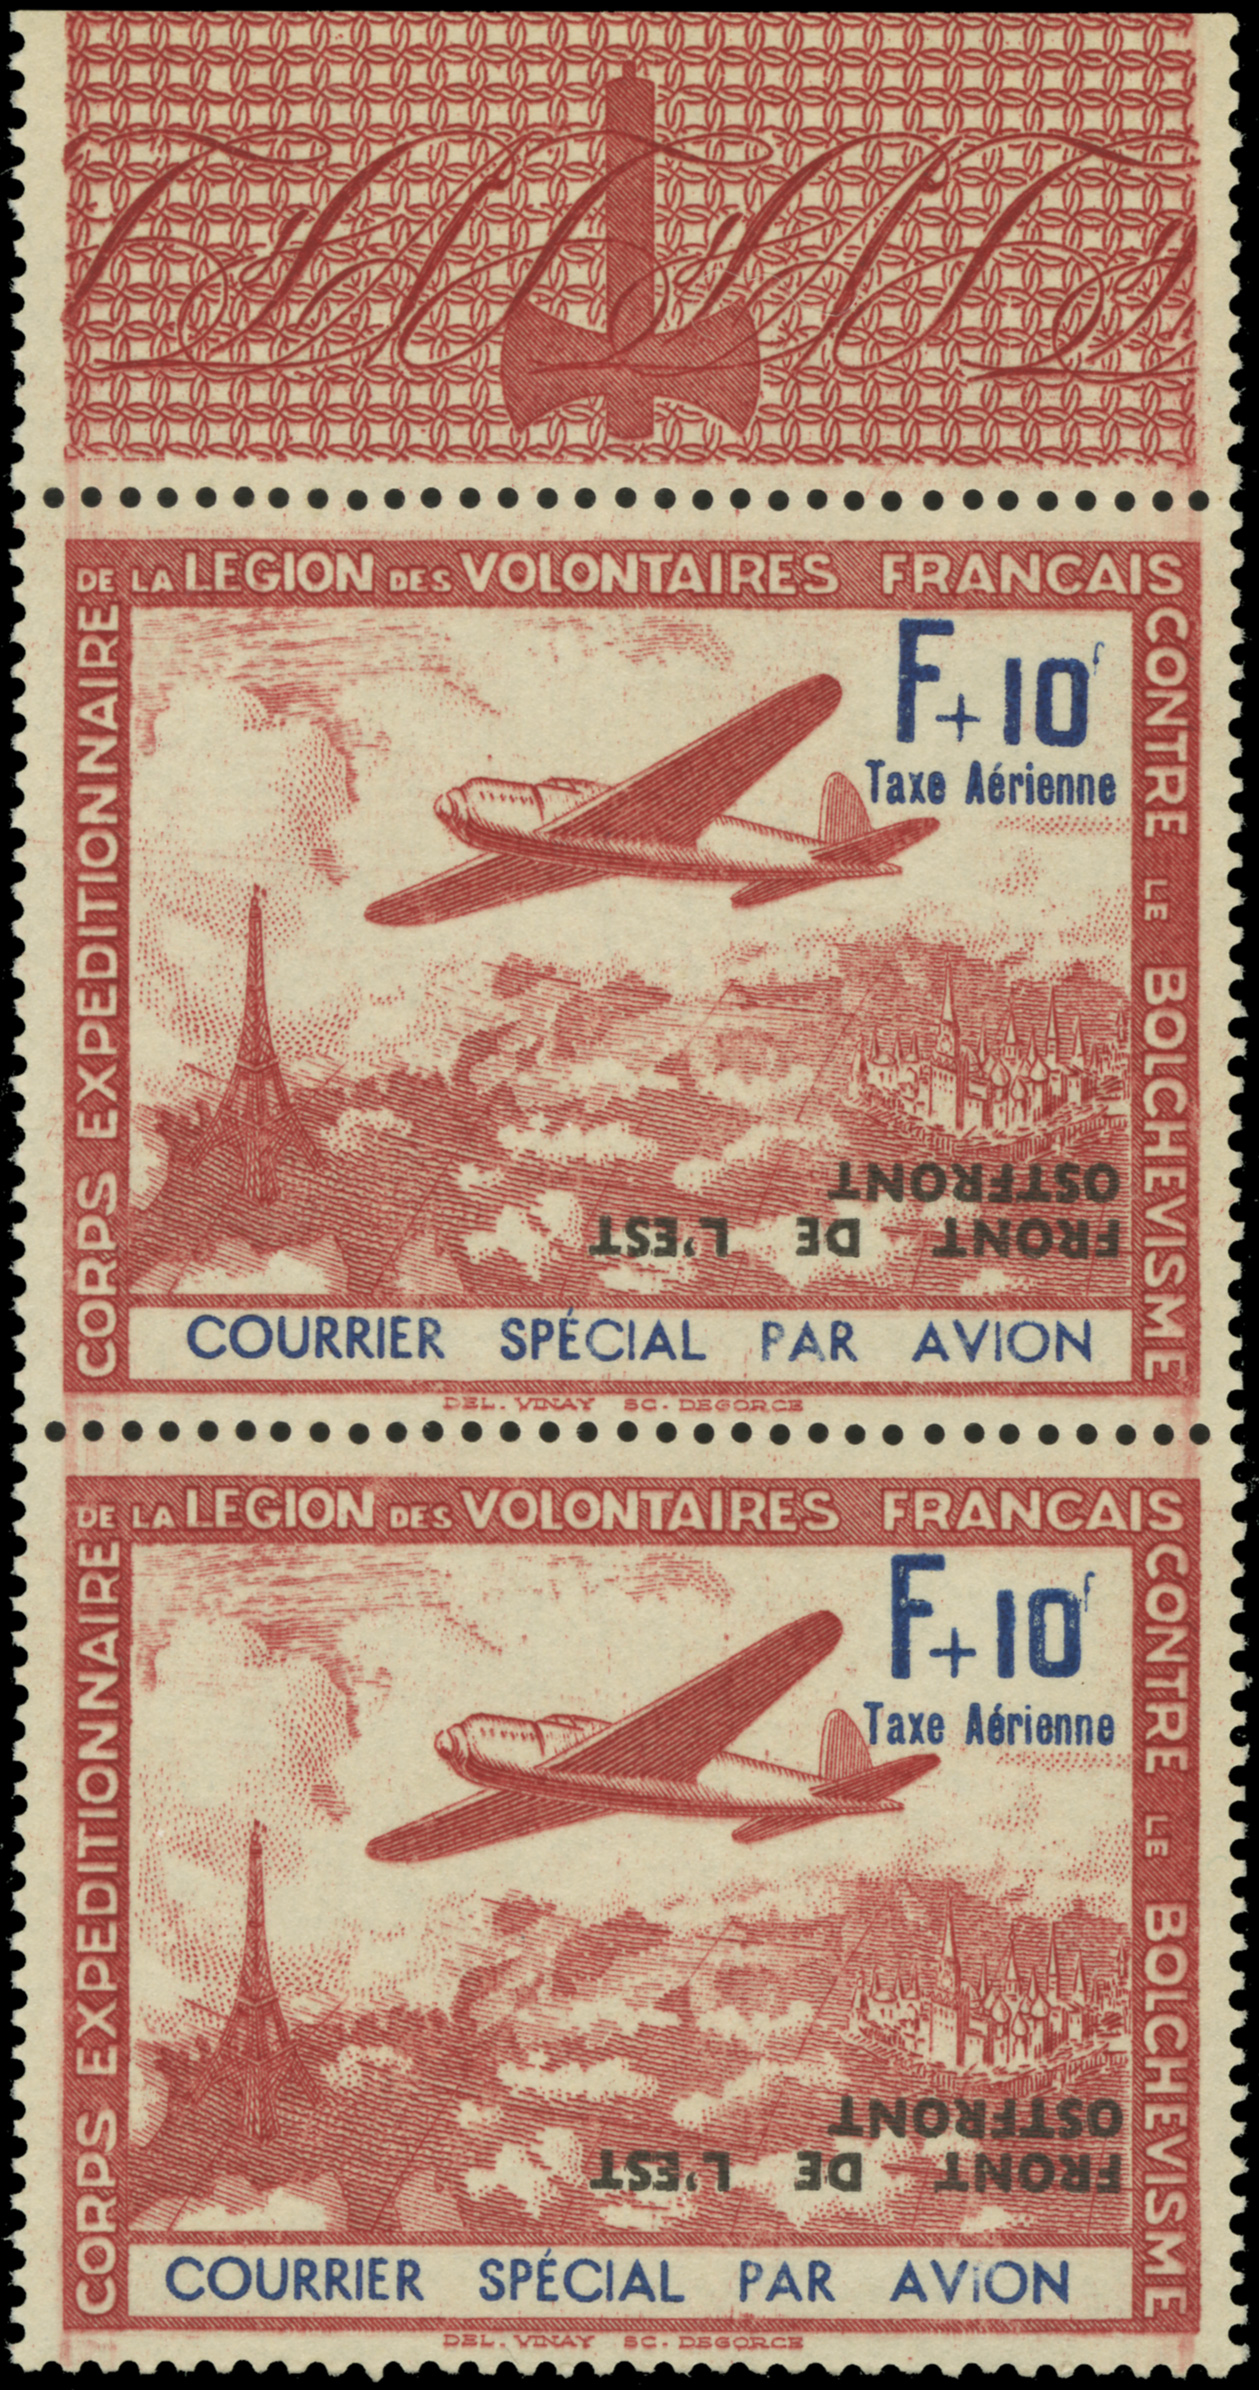 CORPS EXPEDITIONNAIRE
DE LA LEGION DES VOLONTAIRES FRANCAIS
CONTRE LE BOLCHEVISME
F + 10 f
Taxe Aérienne
FRONT DE L'EST
OSTFRONT
COURRIER SPÉCIAL PAR AVION
DEL. VINAY SC. DEGORCE
CORPS EXPEDITIONNAIRE
DE LA LEGION DES VOLONTAIRES FRANCAIS
CONTRE LE BOLCHEVISME
F + 10 f
Taxe Aérienne
FRONT DE L'EST
OSTFRONT
COURRIER SPÉCIAL PAR AVION
DEL. VINAY SC. DEGORCE